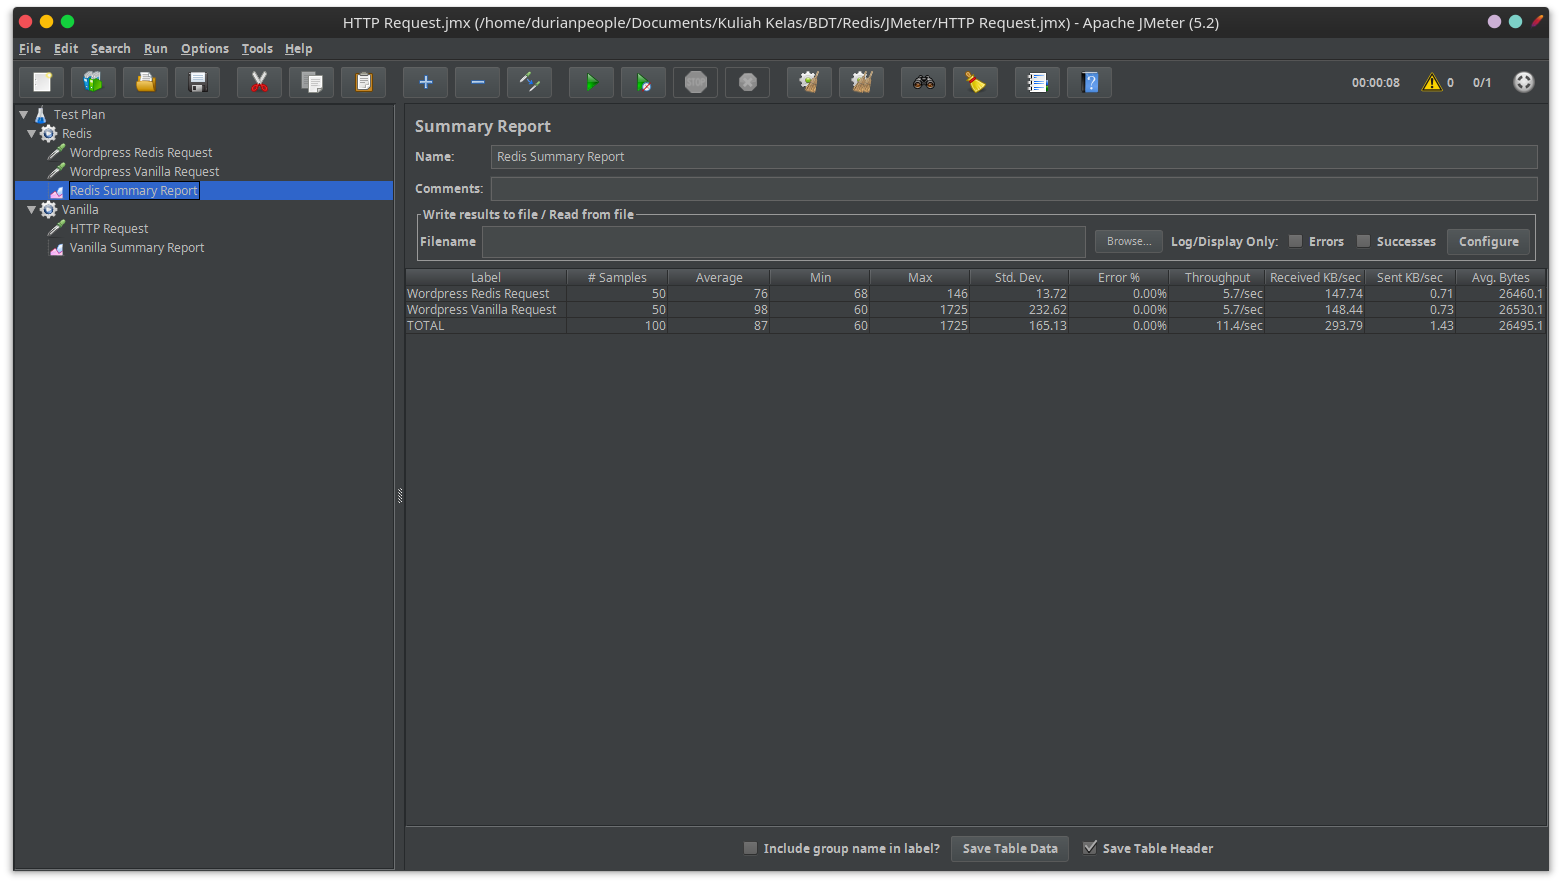 HTTP Request.jmx (/home/durianpeople/Documents/Kuliah Kelas/BDT/Redis/JMeter/HTTP Request.jmx) - Apache JMeter (5.2)
File Edit Search Run Options Tools Help
STOP 00:00:08 0 0/1
Test Plan
Redis
Wordpress Redis Request
Wordpress Vanilla Request
Redis Summary Report
Vanilla
HTTP Request
Vanilla Summary Report
Summary Report
Name: Redis Summary Report
Comments:
Write results to file / Read from file
Filename Browse... Log/Display Only: Errors Successes Configure
Label # Samples Average Min Max Std. Dev. Error % Throughput Received KB/sec Sent KB/sec Avg. Bytes
Wordpress Redis Request 50 76 68 146 13.72 0.00% 5.7/sec 147.74 0.71 26460.1
Wordpress Vanilla Request 50 98 60 1725 232.62 0.00% 5.7/sec 148.44 0.73 26530.1
TOTAL 100 87 60 1725 165.13 0.00% 11.4/sec 293.79 1.43 26495.1
Include group name in label? Save Table Data Save Table Header